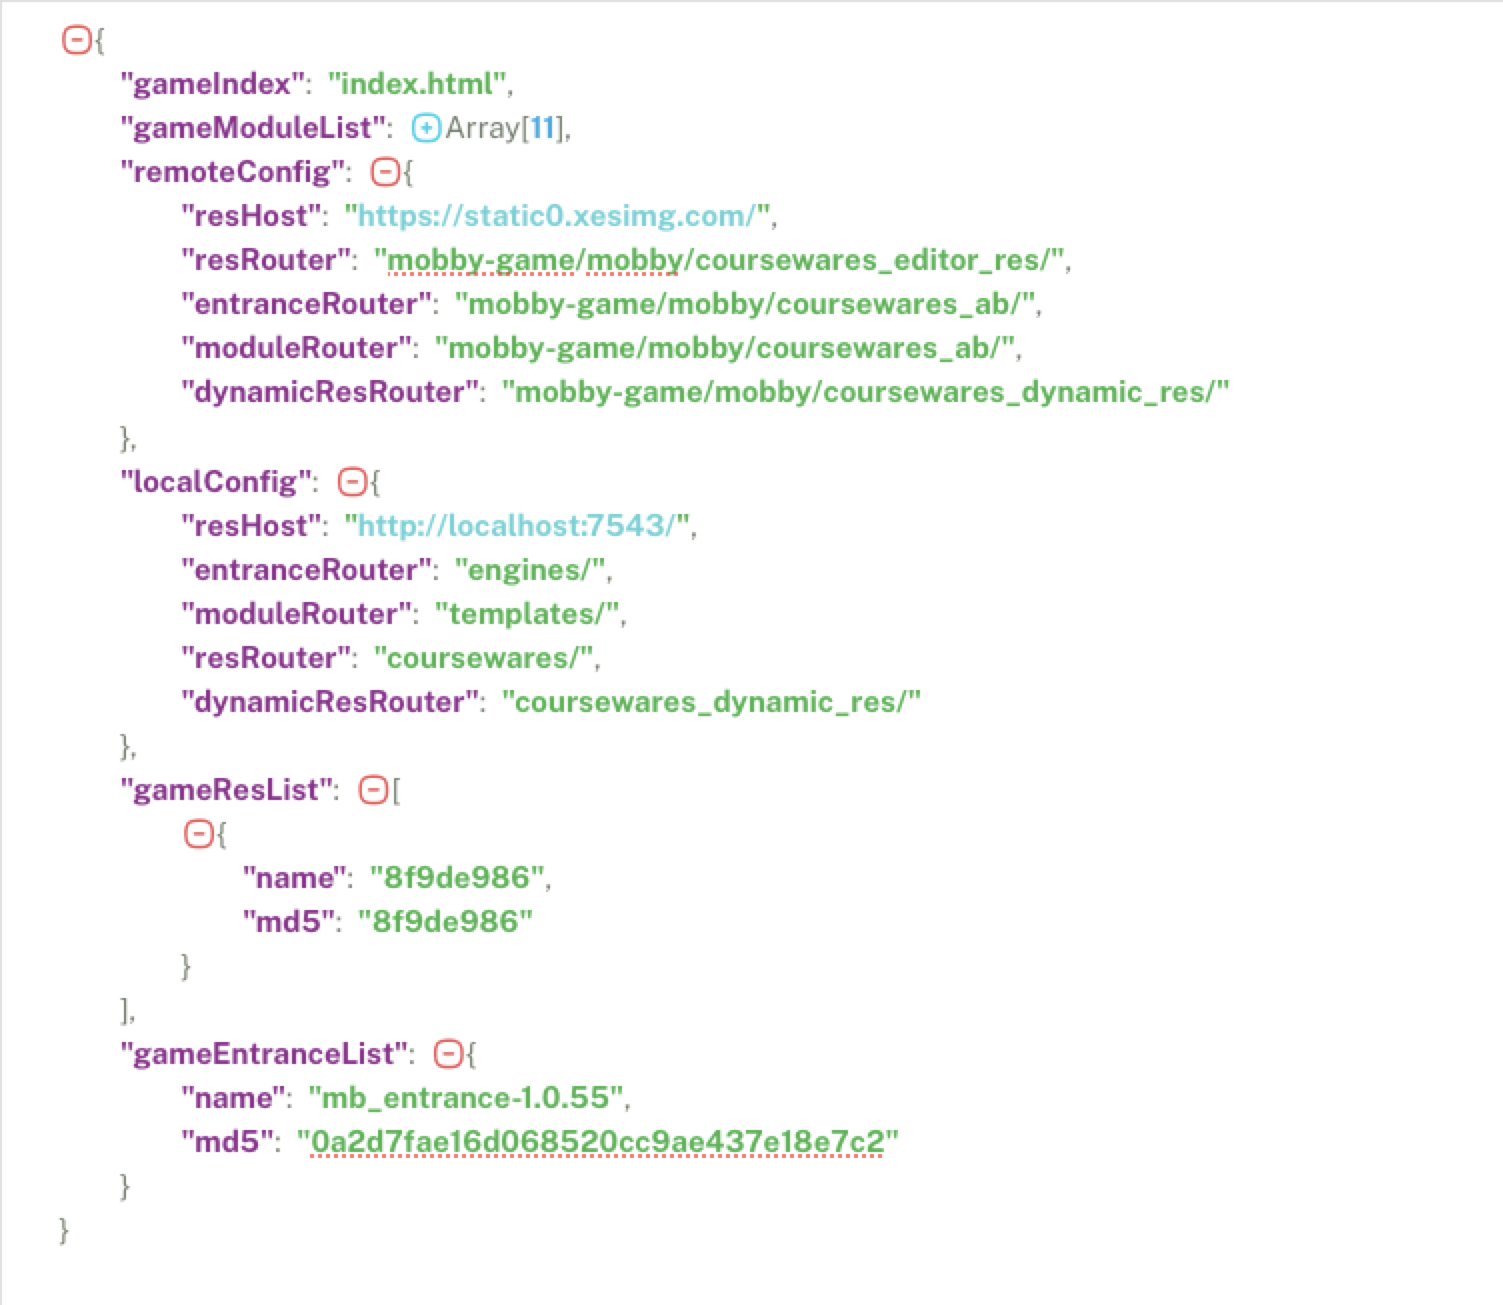 {
"gameIndex": "index.html",
"gameModuleList": Array[11],
"remoteConfig": {
"resHost": "https://static0.xesimg.com/",
"resRouter": "mobby-game/mobby/coursewares_editor_res/",
"entranceRouter": "mobby-game/mobby/coursewares_ab/",
"moduleRouter": "mobby-game/mobby/coursewares_ab/",
"dynamicResRouter": "mobby-game/mobby/coursewares_dynamic_res/"
},
"localConfig": {
"resHost": "http://localhost:7543/",
"entranceRouter": "engines/",
"moduleRouter": "templates/",
"resRouter": "coursewares/",
"dynamicResRouter": "coursewares_dynamic_res/"
},
"gameResList": [
{
"name": "8f9de986",
"md5": "8f9de986"
}
],
"gameEntranceList": {
"name": "mb_entrance-1.0.55",
"md5": "0a2d7fae16d068520cc9ae437e18e7c2"
}
}